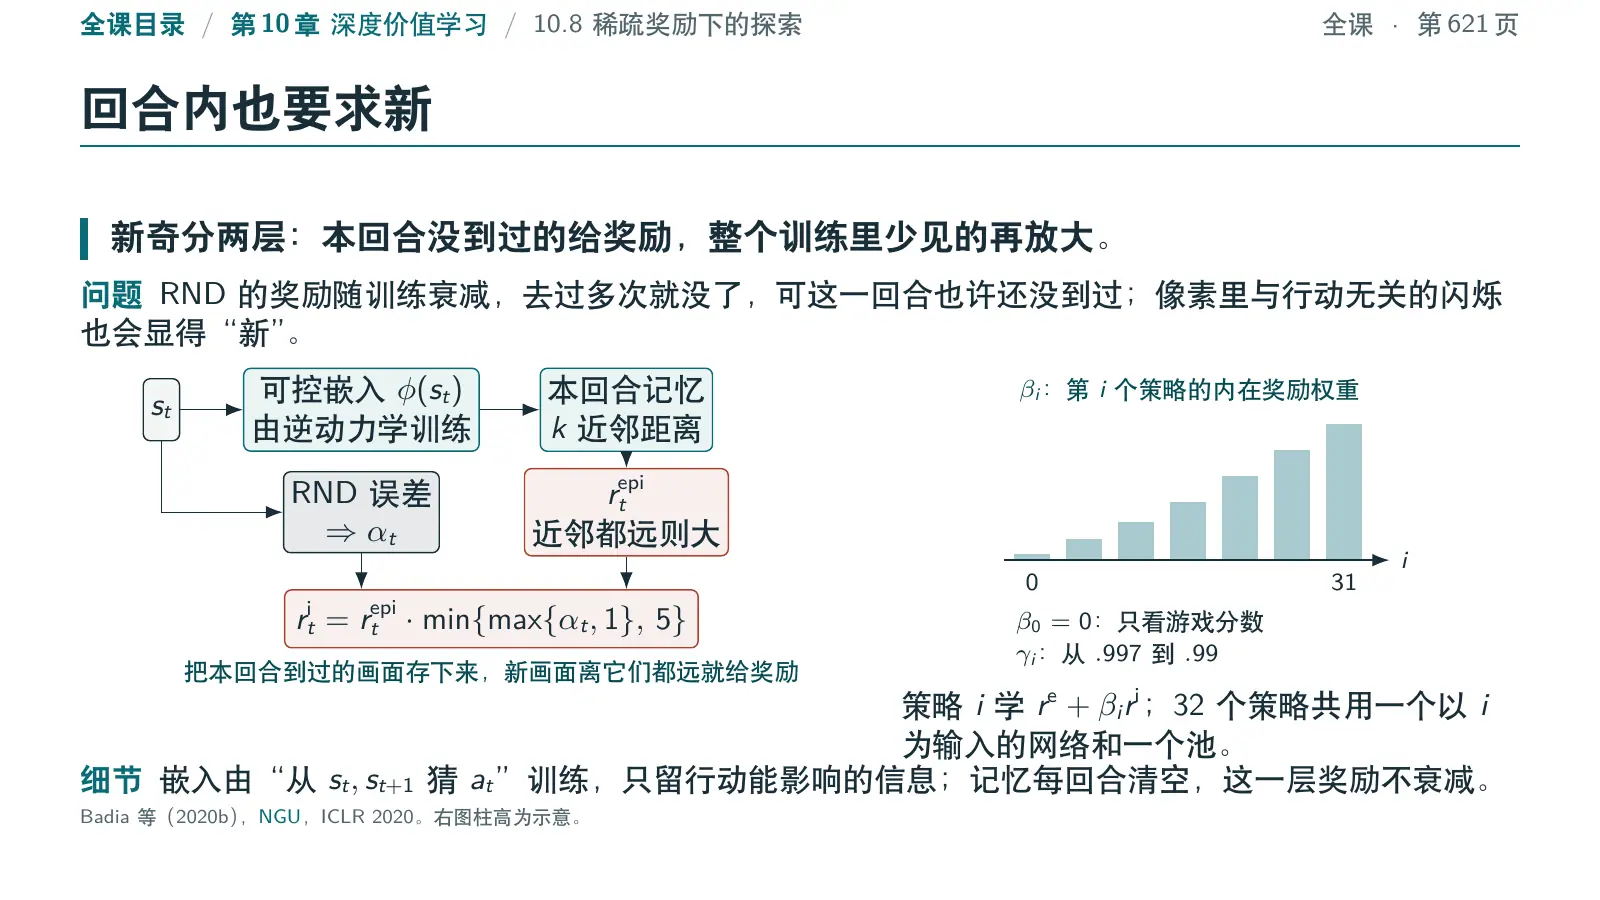 全课目录 / 第 10 章 深度价值学习 / 10.8 稀疏奖励下的探索
全课 · 第 621 页
回合内也要求新
新奇分两层：本回合没到过的给奖励，整个训练里少见的再放大。
问题 RND 的奖励随训练衰减，去过多次就没了，可这一回合也许还没到过；像素里与行动无关的闪烁
也会显得 “新”。
s_t
可控嵌入 ϕ(s_t)
由逆动力学训练
本回合记忆
k 近邻距离
RND 误差
⇒ α_t
r_t^epi
近邻都远则大
r_t^i = r_t^epi · min{max{α_t, 1}, 5}
把本回合到过的画面存下来，新画面离它们都远就给奖励
β_i：第 i 个策略的内在奖励权重
i
0
31
β_0 = 0：只看游戏分数
γ_i：从 .997 到 .99
策略 i 学 r^e + β_i r^i；32 个策略共用一个以 i
为输入的网络和一个池。
细节 嵌入由 “从 s_t, s_{t+1} 猜 a_t” 训练，只留行动能影响的信息；记忆每回合清空，这一层奖励不衰减。
Badia 等 (2020b)，NGU，ICLR 2020。右图柱高为示意。